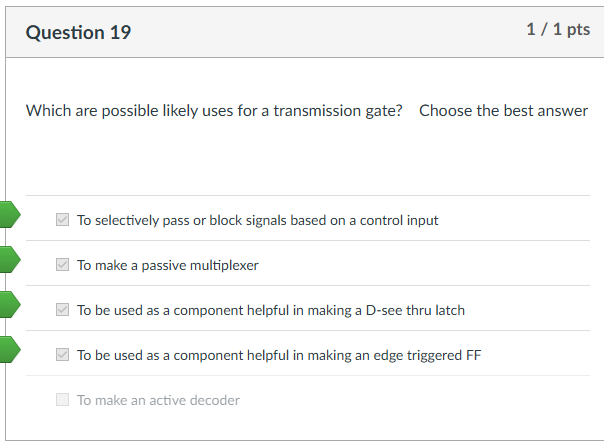 Question 19
1 / 1 pts
Which are possible likely uses for a transmission gate? Choose the best answer
To selectively pass or block signals based on a control input
To make a passive multiplexer
To be used as a component helpful in making a D-see thru latch
To be used as a component helpful in making an edge triggered FF
To make an active decoder